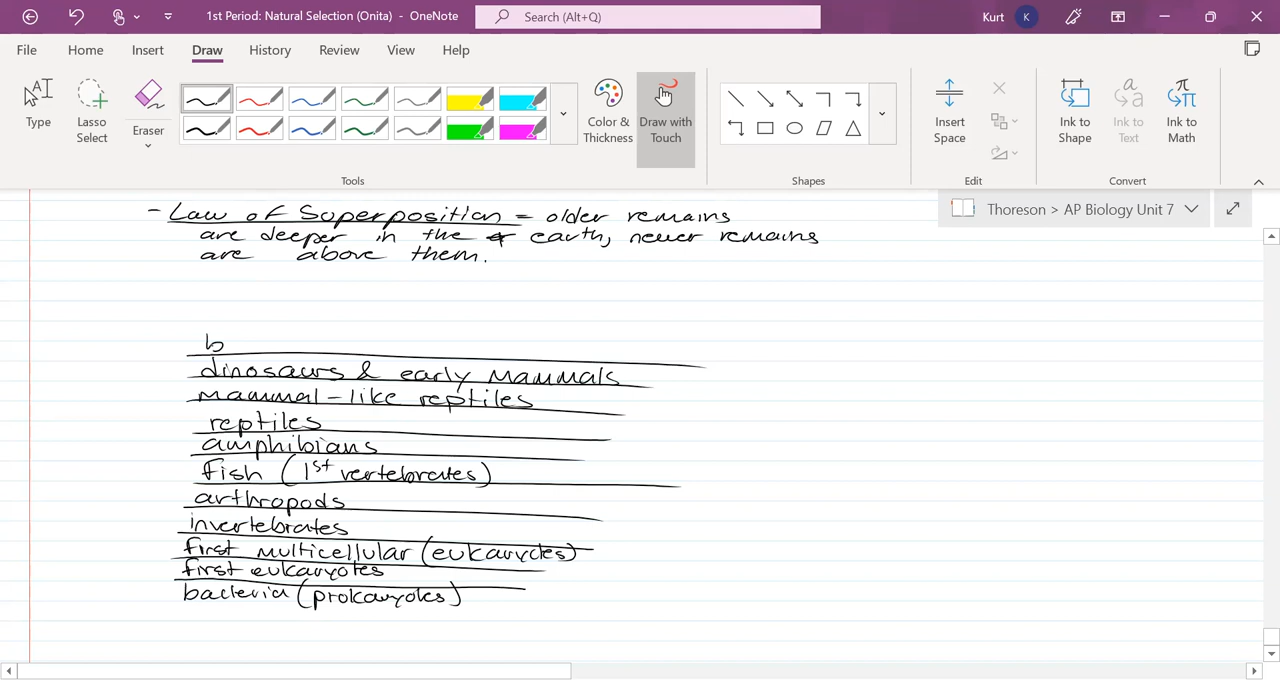 1st Period: Natural Selection (Onita) - OneNote
Search (Alt+Q)
Kurt
K
File
Home
Insert
Draw
History
Review
View
Help
Type
Lasso
Select
Eraser
Color &
Thickness
Draw with
Touch
Insert
Space
Ink to
Shape
Ink to
Text
Ink to
Math
Tools
Shapes
Edit
Convert
Thoreson > AP Biology Unit 7
- Law of Superposition = older remains
are deeper in the earth, newer remains
are above them.
b
dinosaurs & early mammals
mammal-like reptiles
reptiles
amphibians
fish (1st vertebrates)
arthropods
invertebrates
first multicellular (eukaryotes)
first eukaryotes
bacteria (prokaryotes)